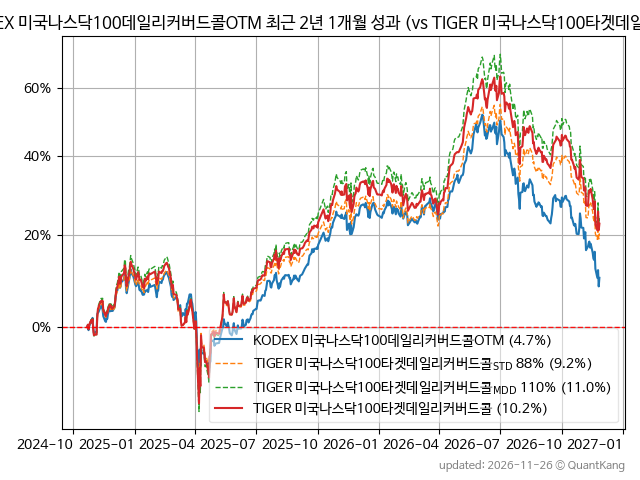 EX 미국나스닥100데일리커버드콜OTM 최근 2년 1개월 성과 (vs TIGER 미국나스닥100타겟데일
60%
40%
20%
0%
KODEX 미국나스닥100데일리커버드콜OTM (4.7%)
TIGER 미국나스닥100타겟데일리커버드콜STD 88% (9.2%)
TIGER 미국나스닥100타겟데일리커버드콜MDD 110% (11.0%)
TIGER 미국나스닥100타겟데일리커버드콜 (10.2%)
2024-10 2025-01 2025-04 2025-07 2025-10 2026-01 2026-04 2026-07 2026-10 2027-01
updated: 2026-11-26 © QuantKang